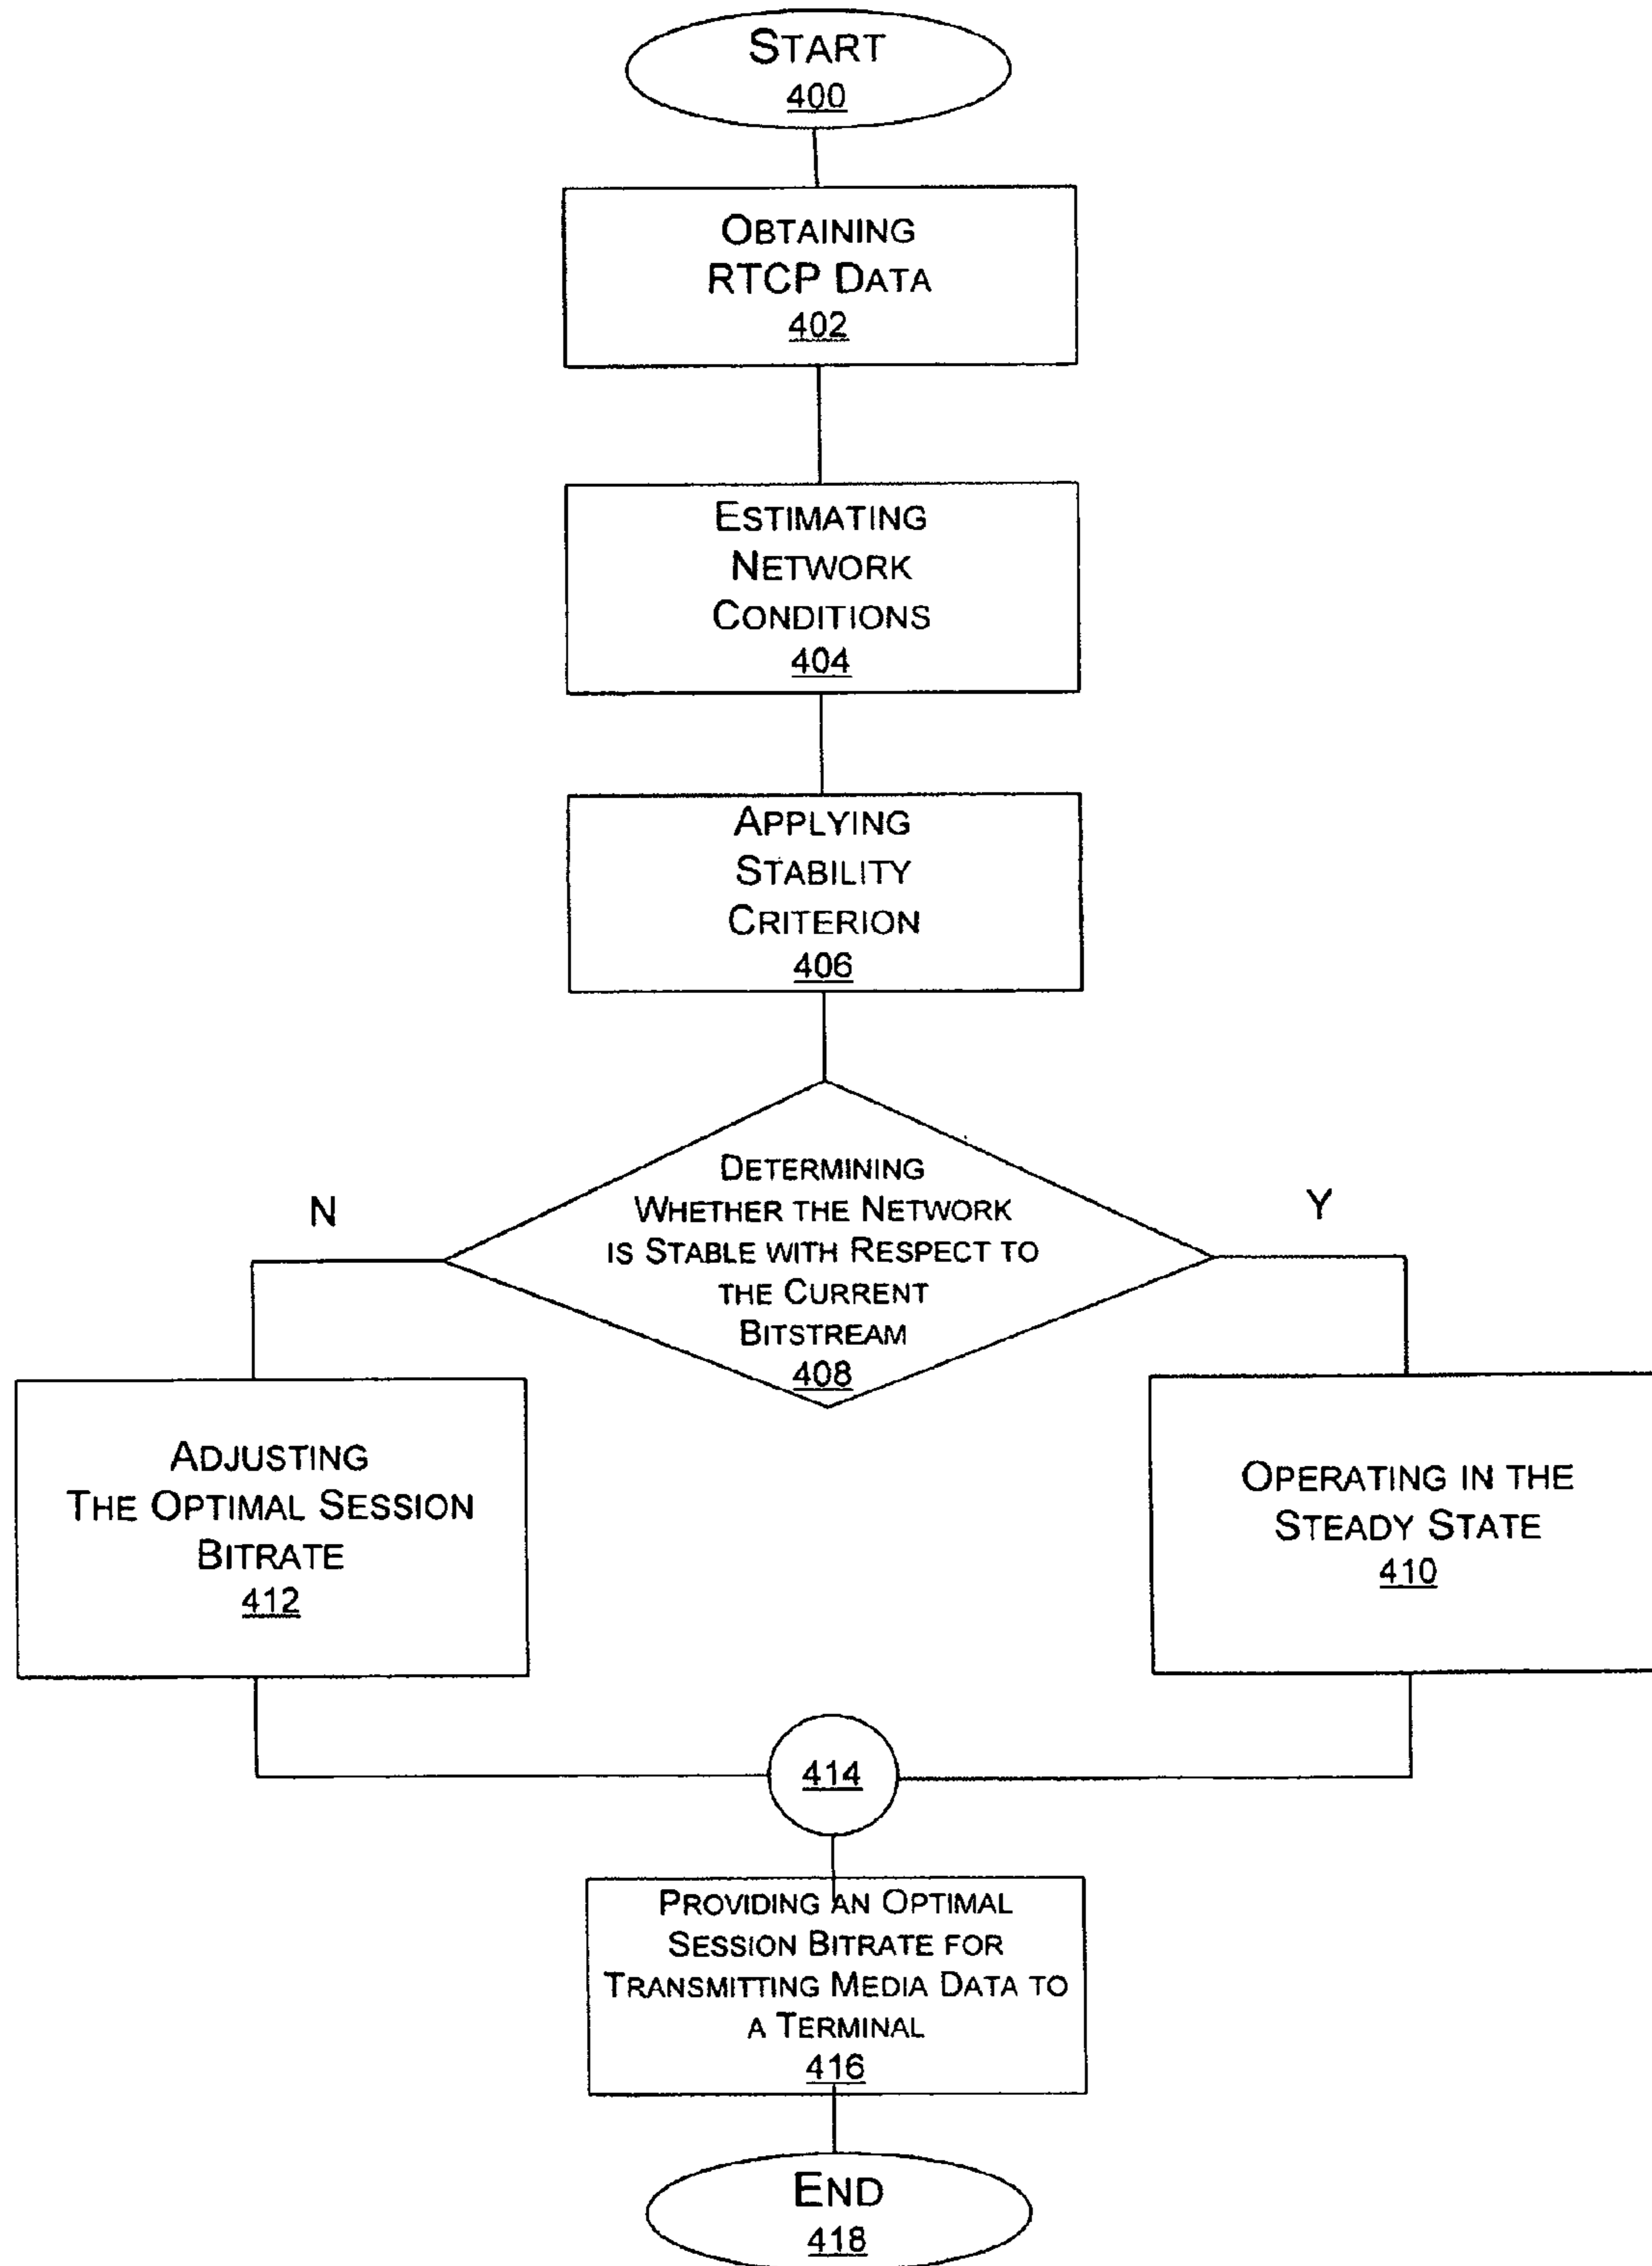 START
400
OBTAINING
RTCP DATA
402
ESTIMATING
NETWORK
CONDITIONS
404
APPLYING
STABILITY
CRITERION
406
DETERMINING
WHETHER THE NETWORK
IS STABLE WITH RESPECT TO
THE CURRENT
BITSTREAM
408
N
Y
ADJUSTING
THE OPTIMAL SESSION
BITRATE
412
OPERATING IN THE
STEADY STATE
410
414
PROVIDING AN OPTIMAL
SESSION BITRATE FOR
TRANSMITTING MEDIA DATA TO
A TERMINAL
416
END
418